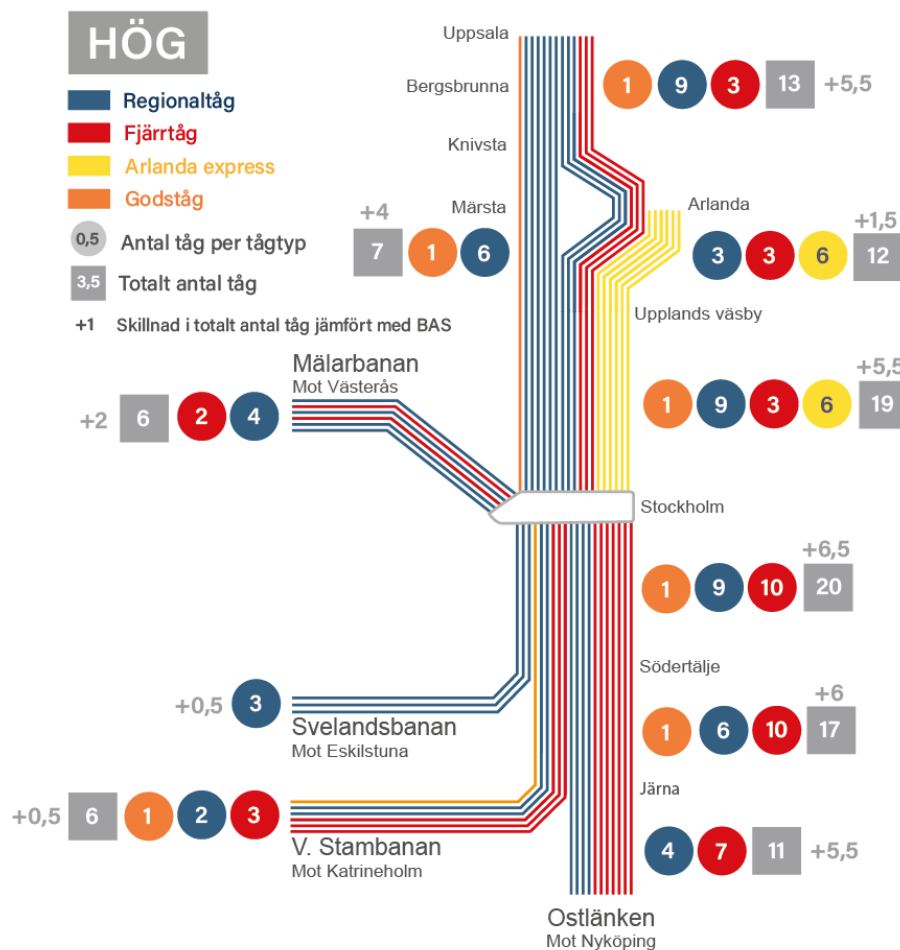 HÖG
Regionaltåg
Fjärrtåg
Arlanda express
Godståg
0,5 Antal tåg per tågtyp
3,5 Totalt antal tåg
+1 Skillnad i totalt antal tåg jämfört med BAS
Uppsala
Bergsbrunna
1 9 3 13 +5,5
Knivsta
Märsta
+4
7 1 6
Arlanda
+1,5
3 3 6 12
Upplands väsby
Mälarbanan
Mot Västerås
+2 6 2 4
+5,5
1 9 3 6 19
Stockholm
+6,5
1 9 10 20
Södertälje
+0,5 3
Svelandsbanan
Mot Eskilstuna
+6
1 6 10 17
Järna
+0,5 6 1 2 3
V. Stambanan
Mot Katrineholm
4 7 11 +5,5
Ostlänken
Mot Nyköping